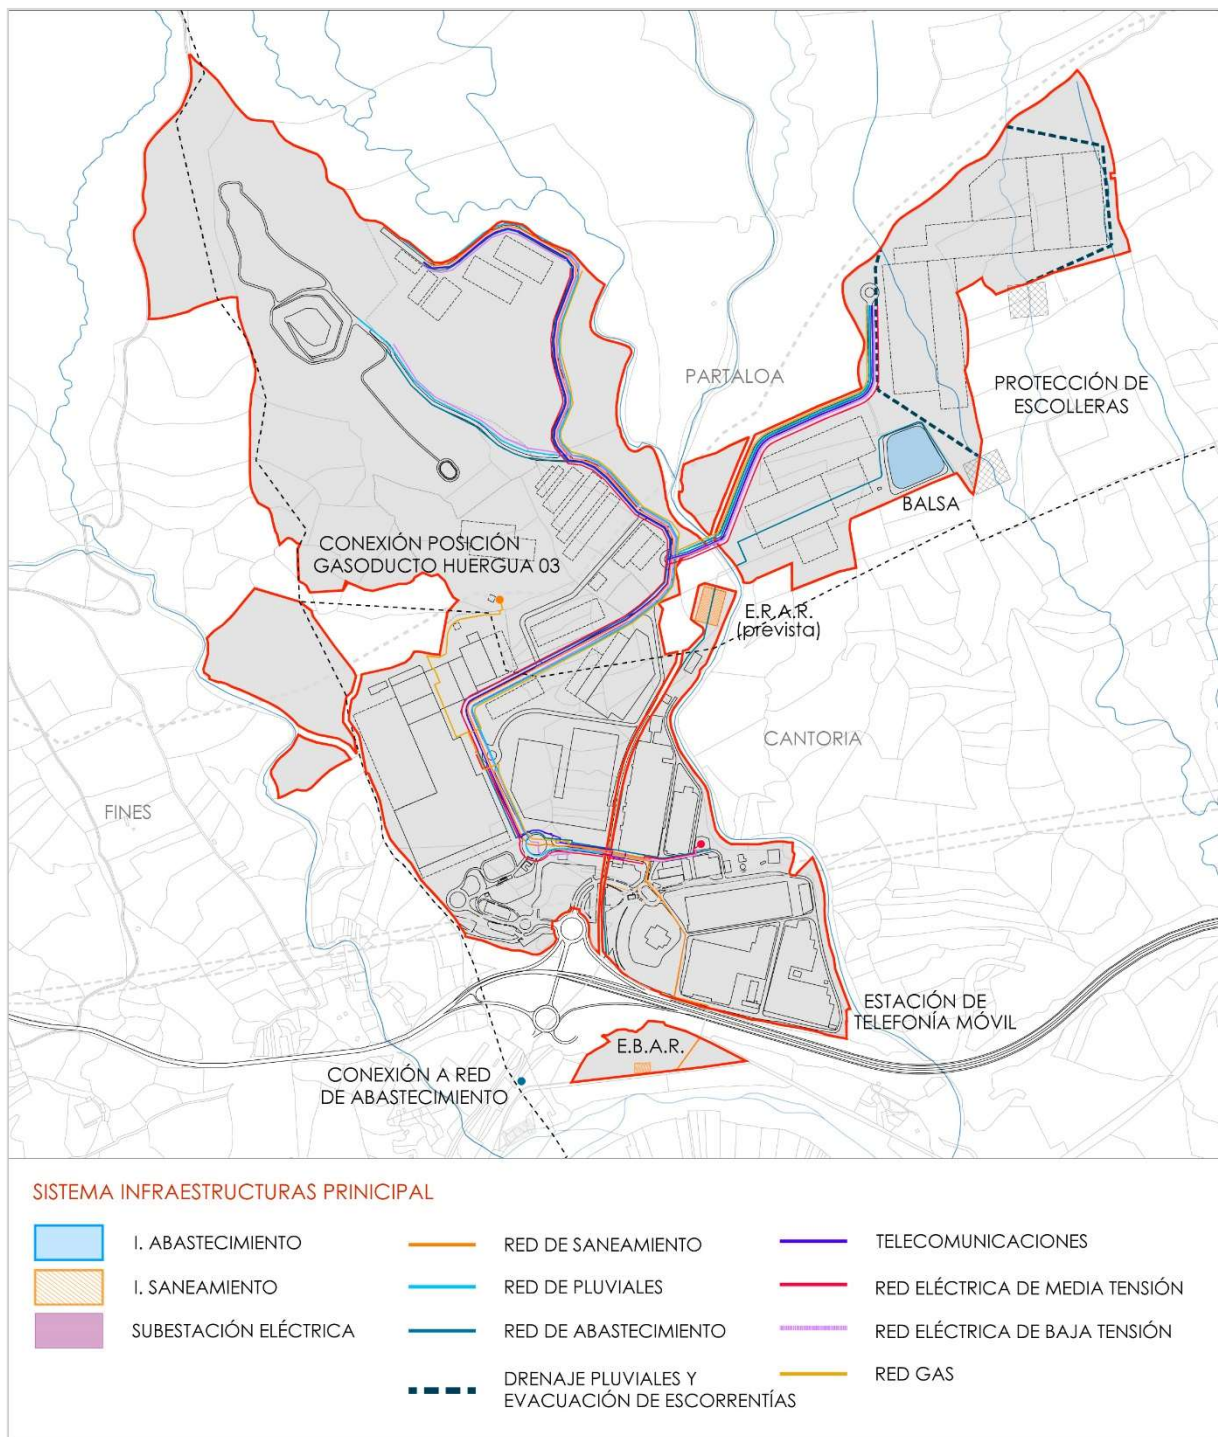 PARTALOA
PROTECCIÓN DE
ESCOLLERAS
BALSA
CONEXIÓN POSICIÓN
GASODUCTO HUERGUA 03
E.R.A.R.
(prevista)
CANTORIA
FINES
ESTACIÓN DE
TELEFONÍA MÓVIL
E.B.A.R.
CONEXIÓN A RED
DE ABASTECIMIENTO
SISTEMA INFRAESTRUCTURAS PRINICIPAL
I. ABASTECIMIENTO
I. SANEAMIENTO
SUBESTACIÓN ELÉCTRICA
RED DE SANEAMIENTO
RED DE PLUVIALES
RED DE ABASTECIMIENTO
DRENAJE PLUVIALES Y
EVACUACIÓN DE ESCORRENTÍAS
TELECOMUNICACIONES
RED ELÉCTRICA DE MEDIA TENSIÓN
RED ELÉCTRICA DE BAJA TENSIÓN
RED GAS